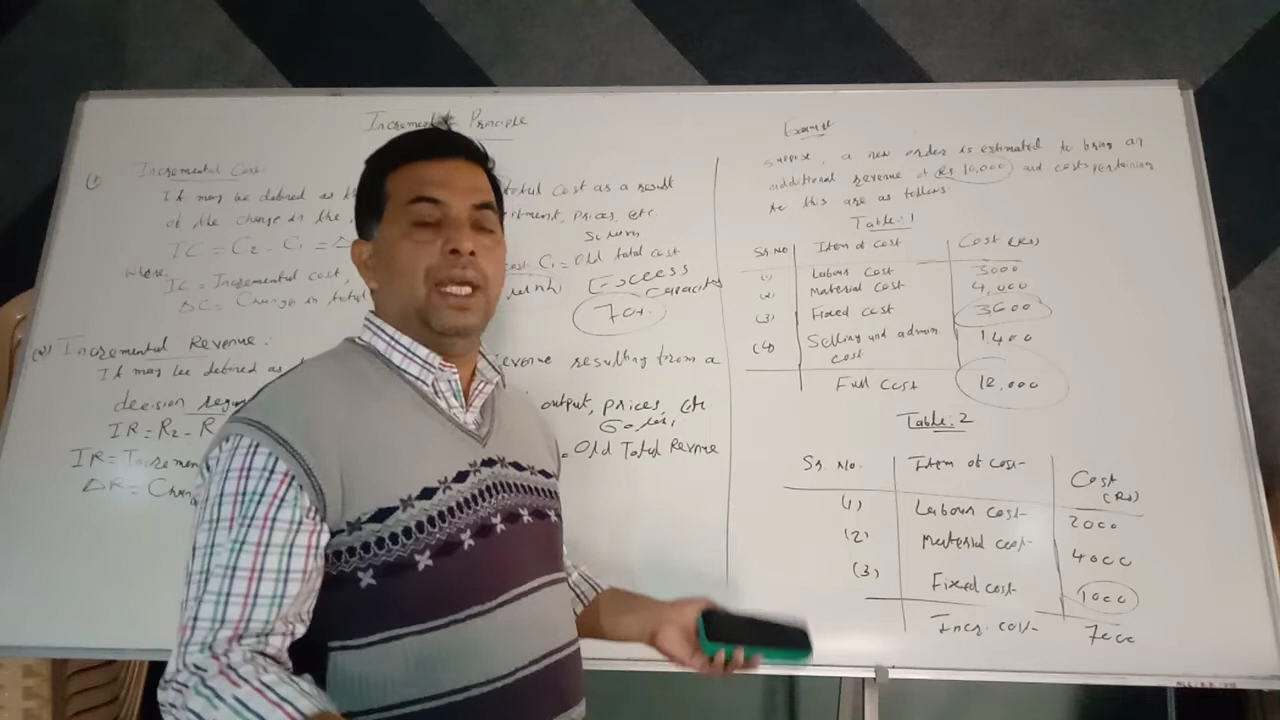 Incremental Principle
(1) Incremental Cost
It may be defined as total cost as a result
of the change in the prices, etc.
IC = C2 - C1 = Δ
where,
cost C1 = Old total cost
IC = Incremental cost,
Excess capacity
ΔC = Change in total
70%
(2) Incremental Revenue:
It may be defined as revenue resulting from a
decision output, prices, etc
IR = R2 - R
Sales,
= Old Total Revenue
ΔR =
Example
Suppose, a new order is estimated to bring an
additional revenue of Rs 10,000 and costs pertaining
to this are as follows
Table: 1
Sr. No Item of cost Cost (Rs)
(1) Labour cost 3000
(2) Material cost 4,000
(3) Fixed cost 3600
(4) Selling and admin cost 1,400
Full cost 12,000
Table: 2
Sr. No. Item of cost Cost (Rs)
(1) Labour cost 2000
(2) Material cost 4000
(3) Fixed cost 1000
Incr. cost 7000